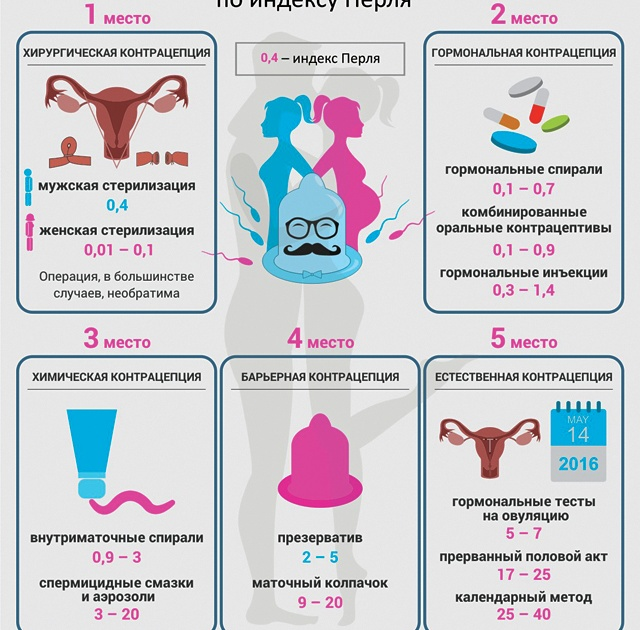 по индексу Перля
1 место
ХИРУРГИЧЕСКАЯ КОНТРАЦЕПЦИЯ
мужская стерилизация
0,4
женская стерилизация
0,01 – 0,1
Операция, в большинстве
случаев, необратима
0,4 – индекс Перля
2 место
ГОРМОНАЛЬНАЯ КОНТРАЦЕПЦИЯ
гормональные спирали
0,1 – 0,7
комбинированные
оральные контрацептивы
0,1 – 0,9
гормональные инъекции
0,3 – 1,4
3 место
ХИМИЧЕСКАЯ КОНТРАЦЕПЦИЯ
внутриматочные спирали
0,9 – 3
спермицидные смазки
и аэрозоли
3 – 20
4 место
БАРЬЕРНАЯ КОНТРАЦЕПЦИЯ
презерватив
2 – 5
маточный колпачок
9 – 20
5 место
ЕСТЕСТВЕННАЯ КОНТРАЦЕПЦИЯ
MAY
14
2016
гормональные тесты
на овуляцию
5 – 7
прерванный половой акт
17 – 25
календарный метод
25 – 40